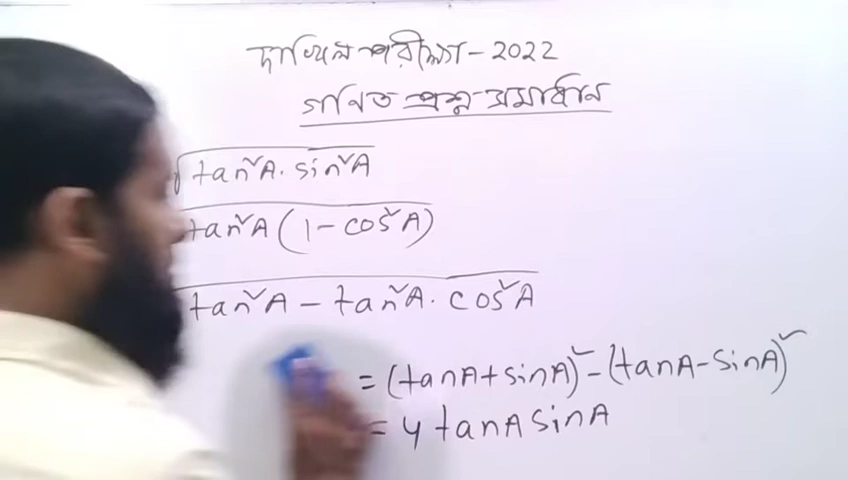 দাখিল পরীক্ষা - 2022
গণিত প্রশ্ন সমাধান
√tan²A. sin²A
tan²A (1 - cos²A)
tan²A - tan²A. cos²A
= (tanA + sinA)² - (tanA - sinA)²
= 4 tanA sinA